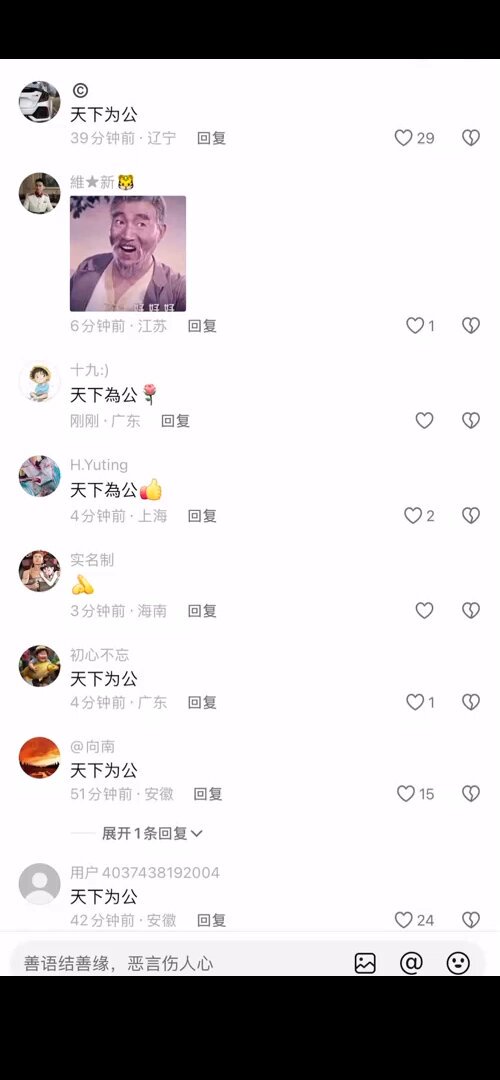 ©
天下为公
39分钟前 · 辽宁 回复 29
維★新
好 好 好
6分钟前 · 江苏 回复 1
十九:)
天下為公
刚刚 · 广东 回复
H.Yuting
天下為公
4分钟前 · 上海 回复 2
实名制
3分钟前 · 海南 回复
初心不忘
天下为公
4分钟前 · 广东 回复 1
@向南
天下为公
51分钟前 · 安徽 回复 15
展开1条回复
用户4037438192004
天下为公
42分钟前 · 安徽 回复 24
善语结善缘，恶言伤人心 @